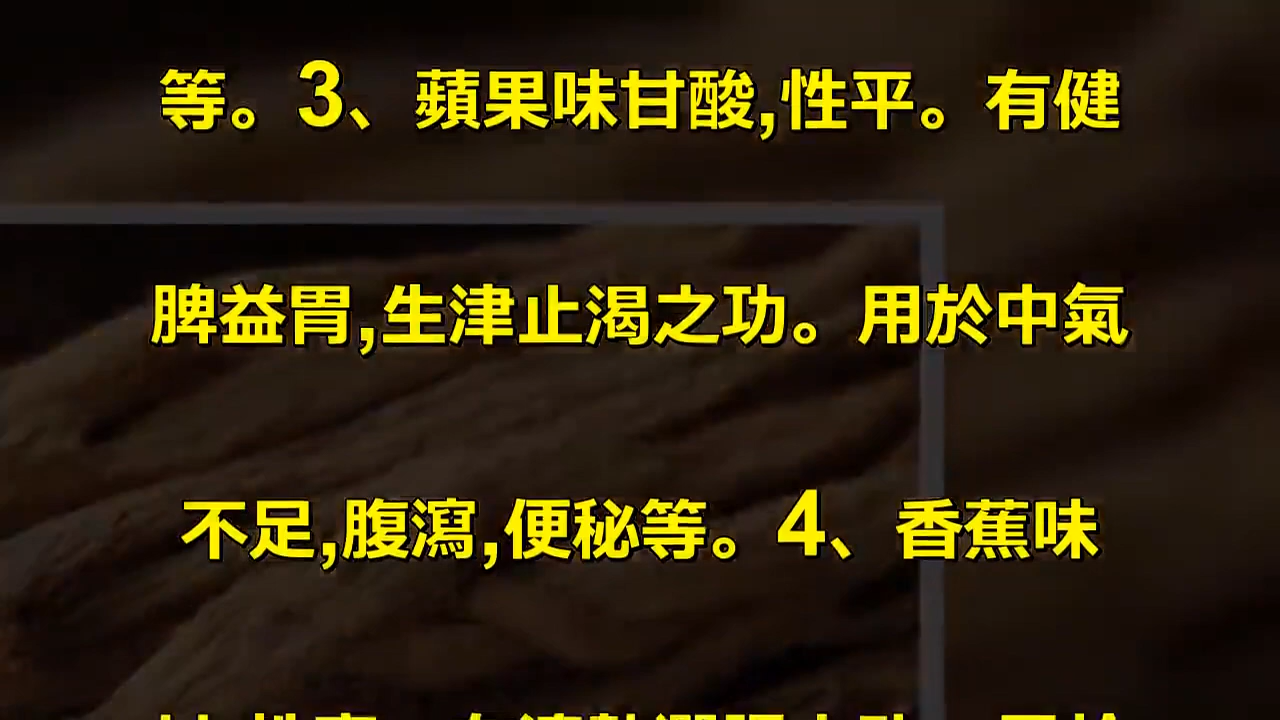 等。3、蘋果味甘酸,性平。有健
脾益胃,生津止渴之功。用於中氣
不足,腹瀉,便秘等。4、香蕉味